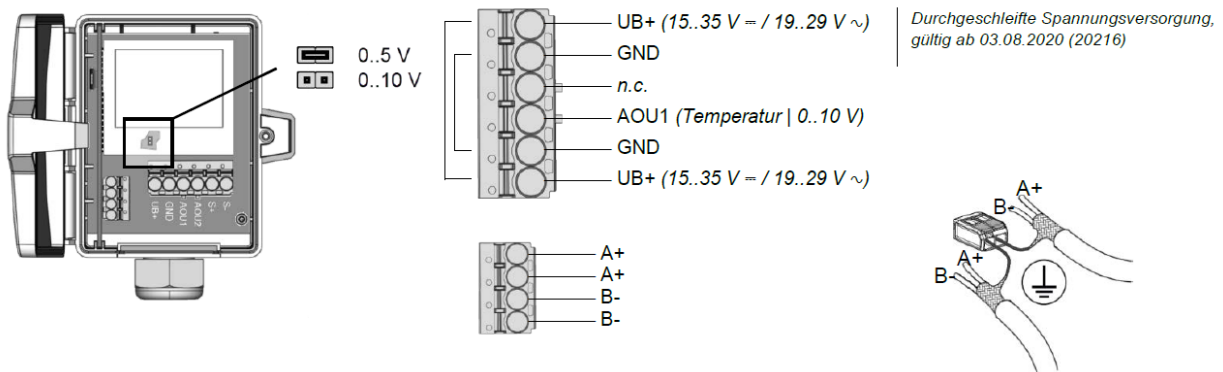 0..5 V
0..10 V
UB+
GND
AOU1
AOU2
S+
S-
UB+ (15..35 V ⎓ / 19..29 V ~)
GND
n.c.
AOU1 (Temperatur | 0..10 V)
GND
UB+ (15..35 V ⎓ / 19..29 V ~)
A+
A+
B-
B-
Durchgeschleifte Spannungsversorgung,
gültig ab 03.08.2020 (20216)
A+
B-
A+
B-